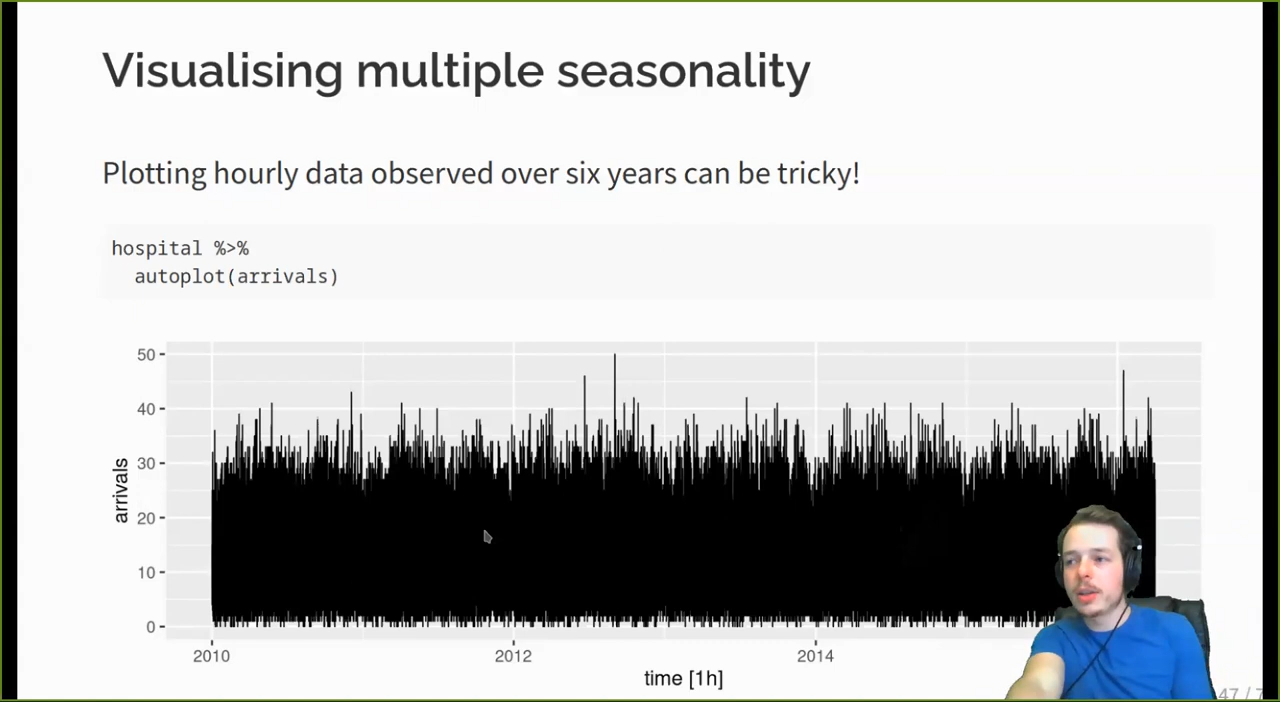 Visualising multiple seasonality
Plotting hourly data observed over six years can be tricky!
hospital %>%
autoplot(arrivals)
50
40
30
20
10
0
arrivals
2010
2012
2014
time [1h]
47 /